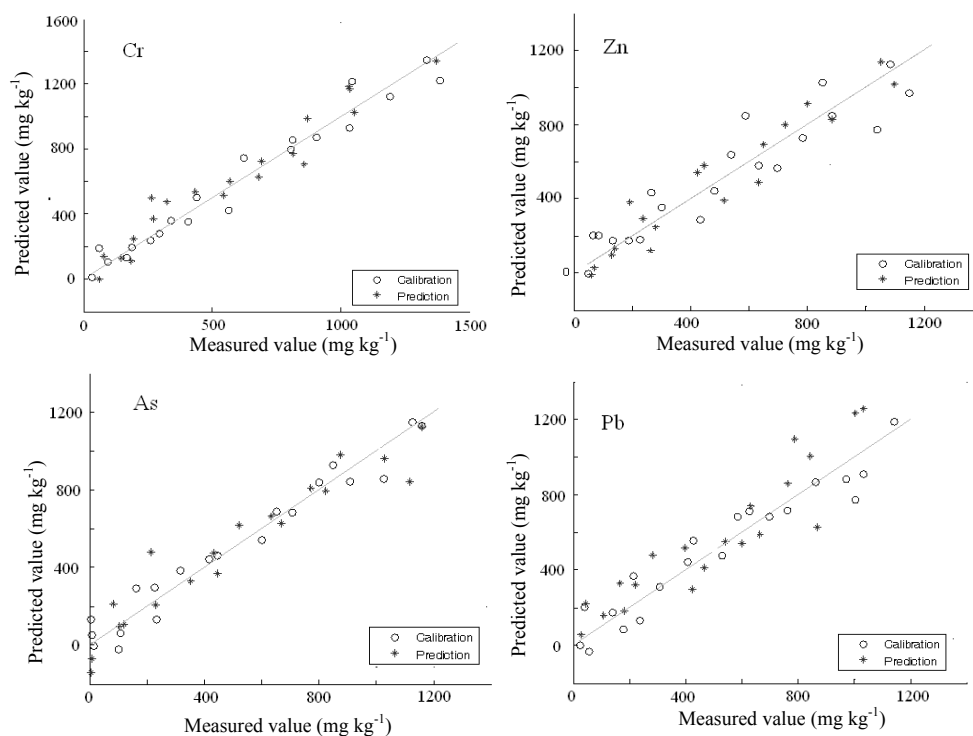 Cr
Predicted value (mg kg⁻¹)
1600
1200
800
400
0
0
500
1000
1500
Measured value (mg kg⁻¹)
Calibration
Prediction
Zn
Predicted value (mg kg⁻¹)
1200
800
400
0
0
400
800
1200
Measured value (mg kg⁻¹)
Calibration
Prediction
As
Predicted value (mg kg⁻¹)
1200
800
400
0
0
400
800
1200
Measured value (mg kg⁻¹)
Calibration
Prediction
Pb
Predicted value (mg kg⁻¹)
1200
800
400
0
0
400
800
1200
Measured value (mg kg⁻¹)
Calibration
Prediction